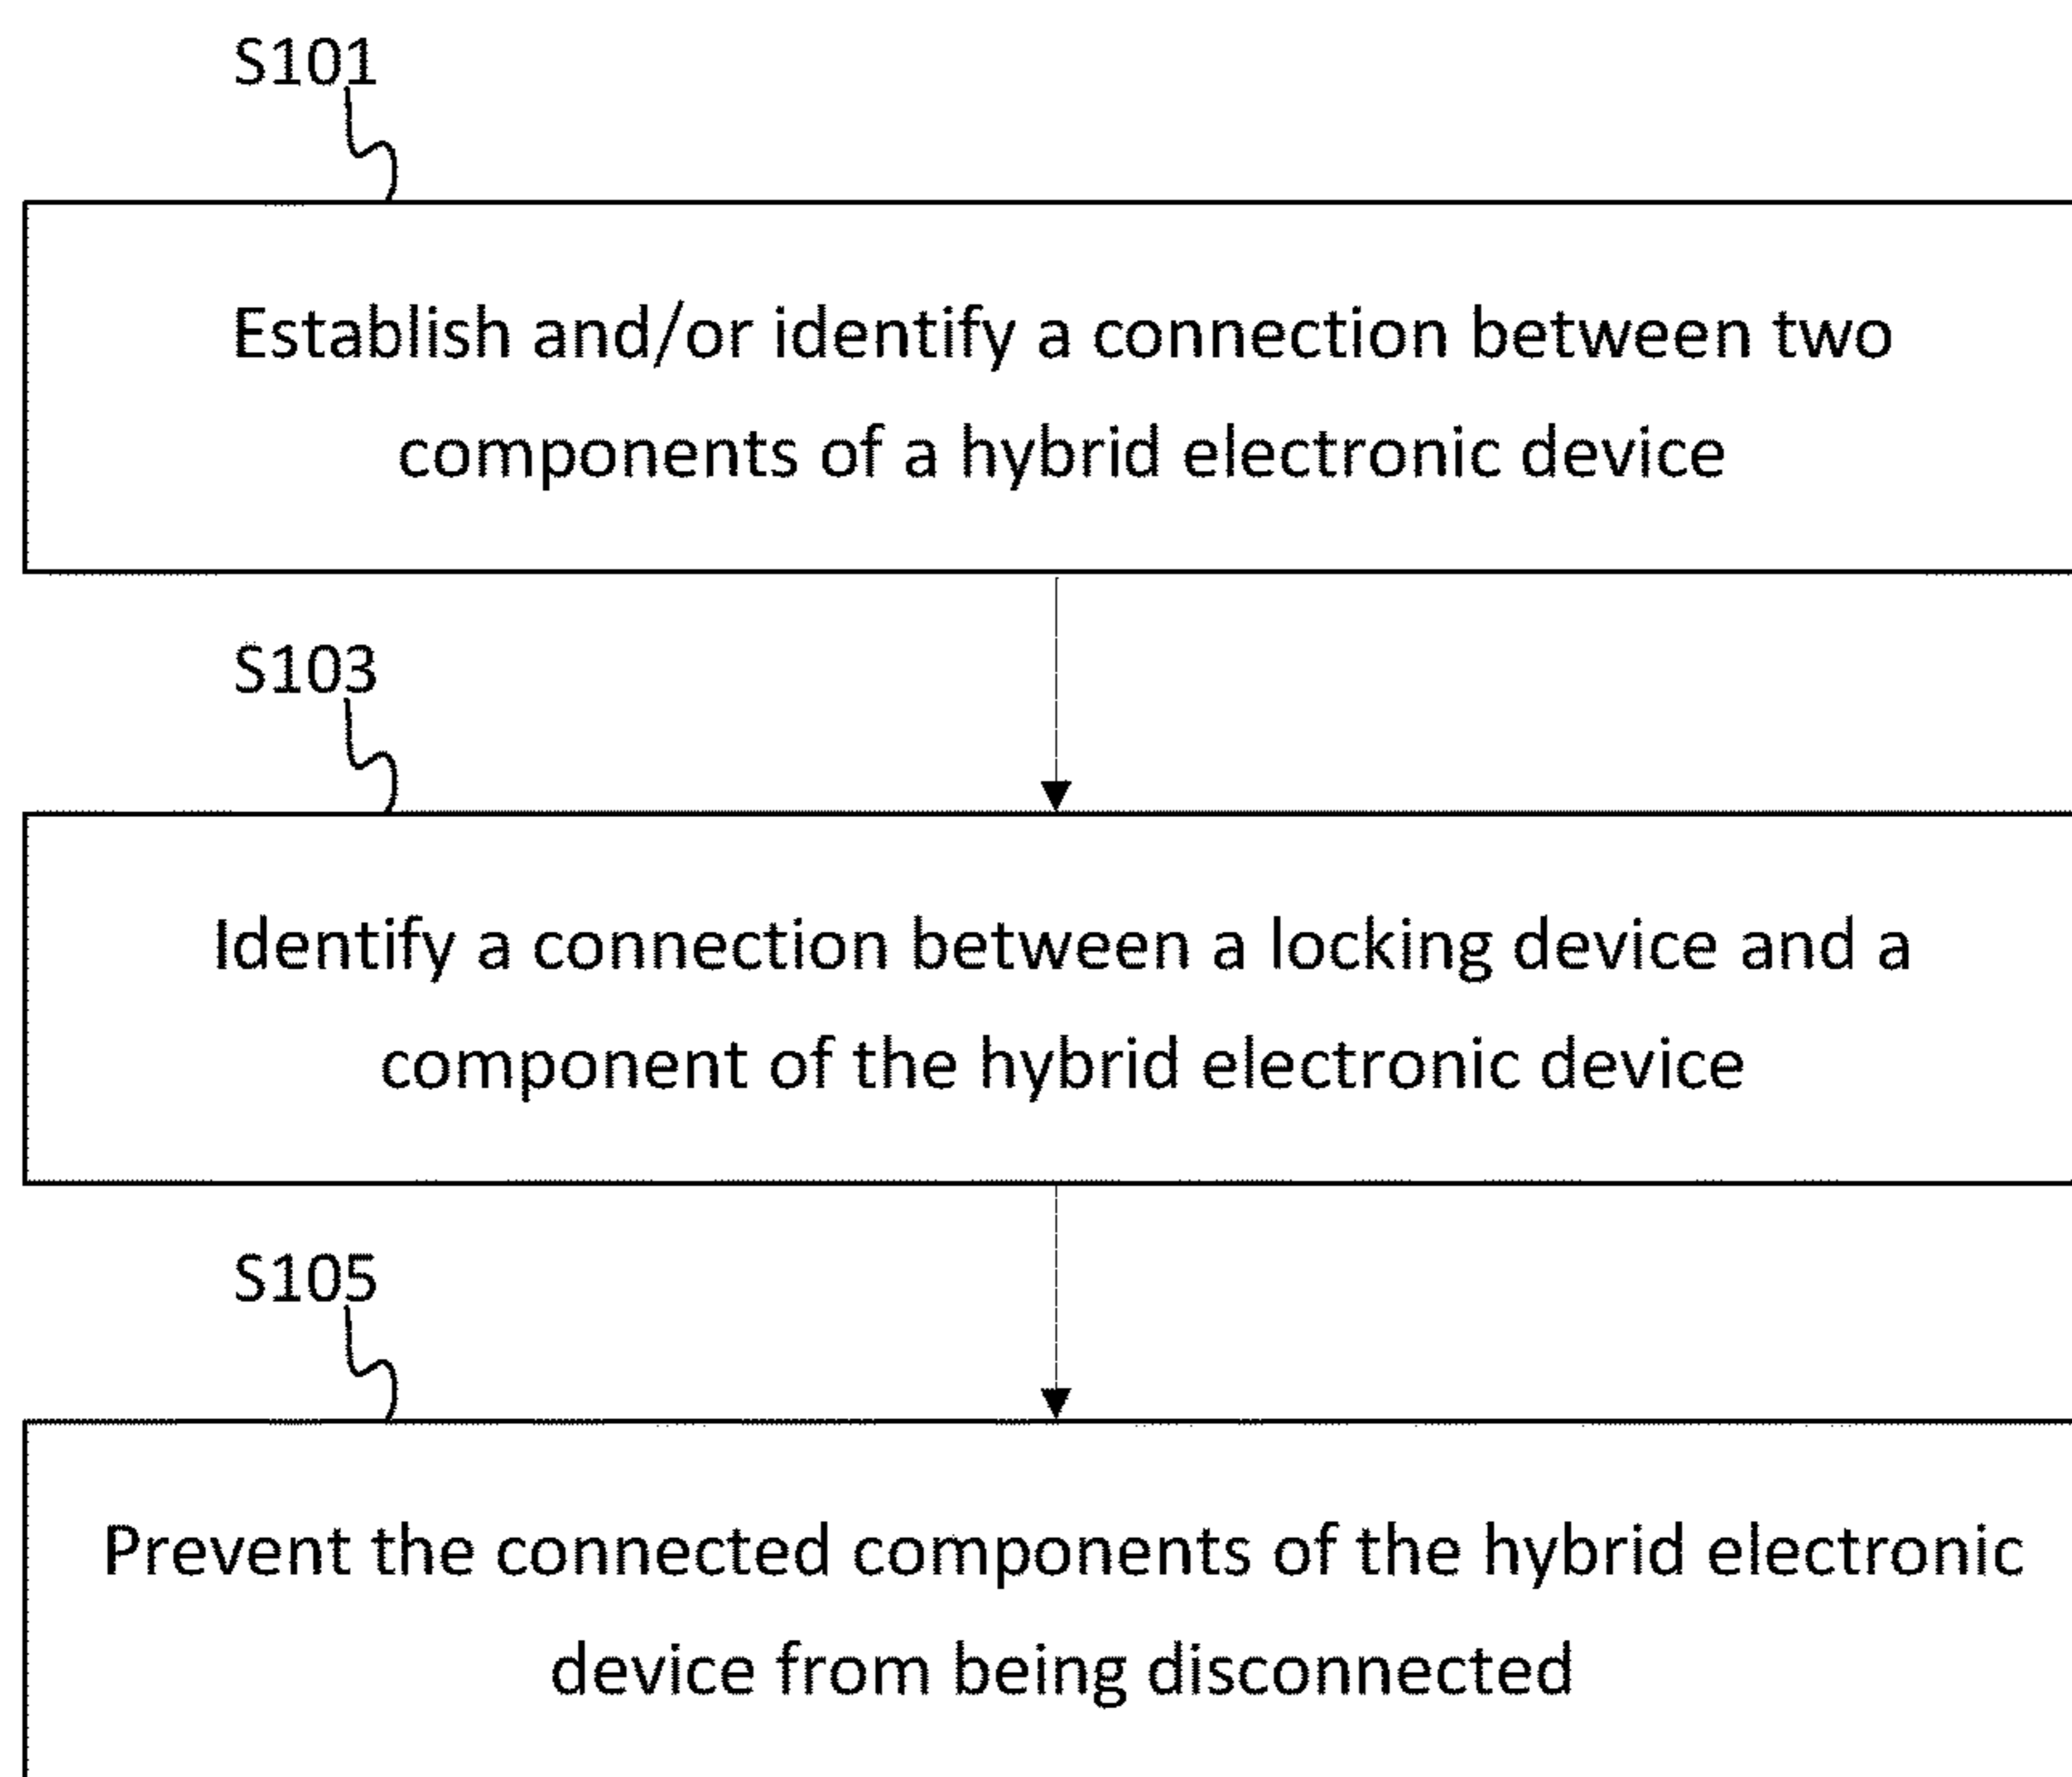 S101
Establish and/or identify a connection between two
components of a hybrid electronic device
S103
Identify a connection between a locking device and a
component of the hybrid electronic device
S105
Prevent the connected components of the hybrid electronic
device from being disconnected